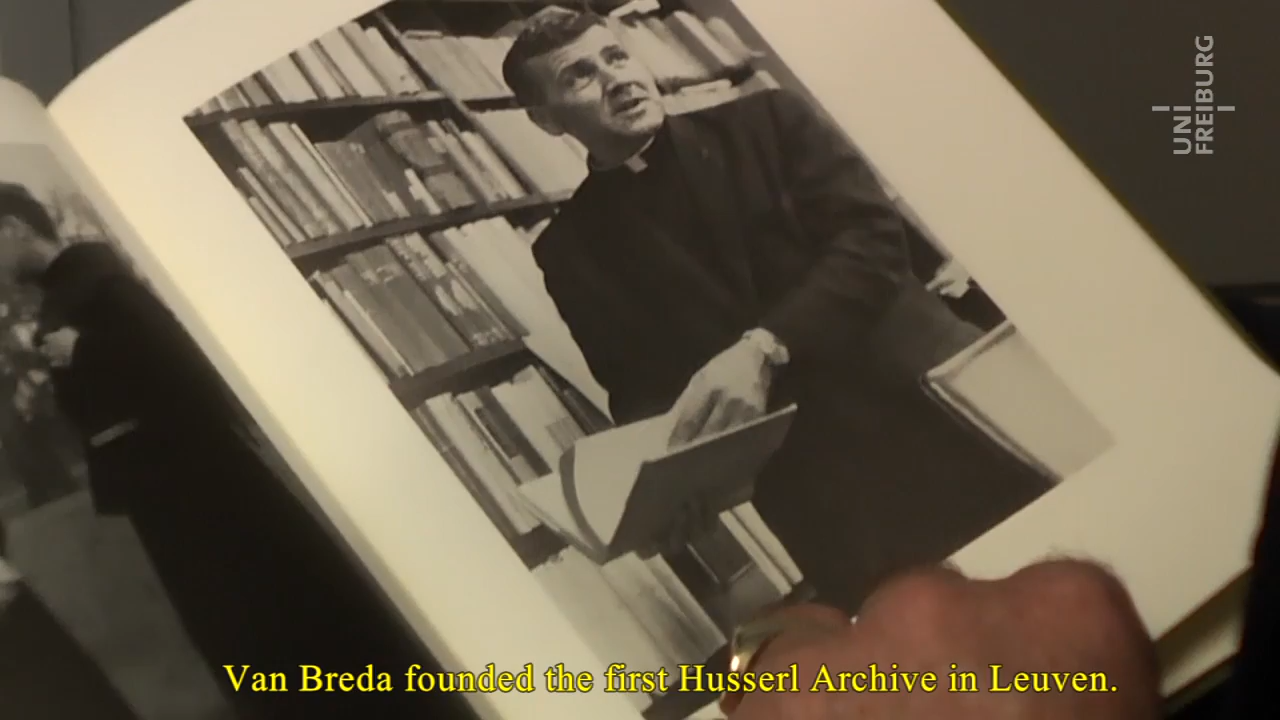 UNI
FREIBURG
Van Breda founded the first Husserl Archive in Leuven.